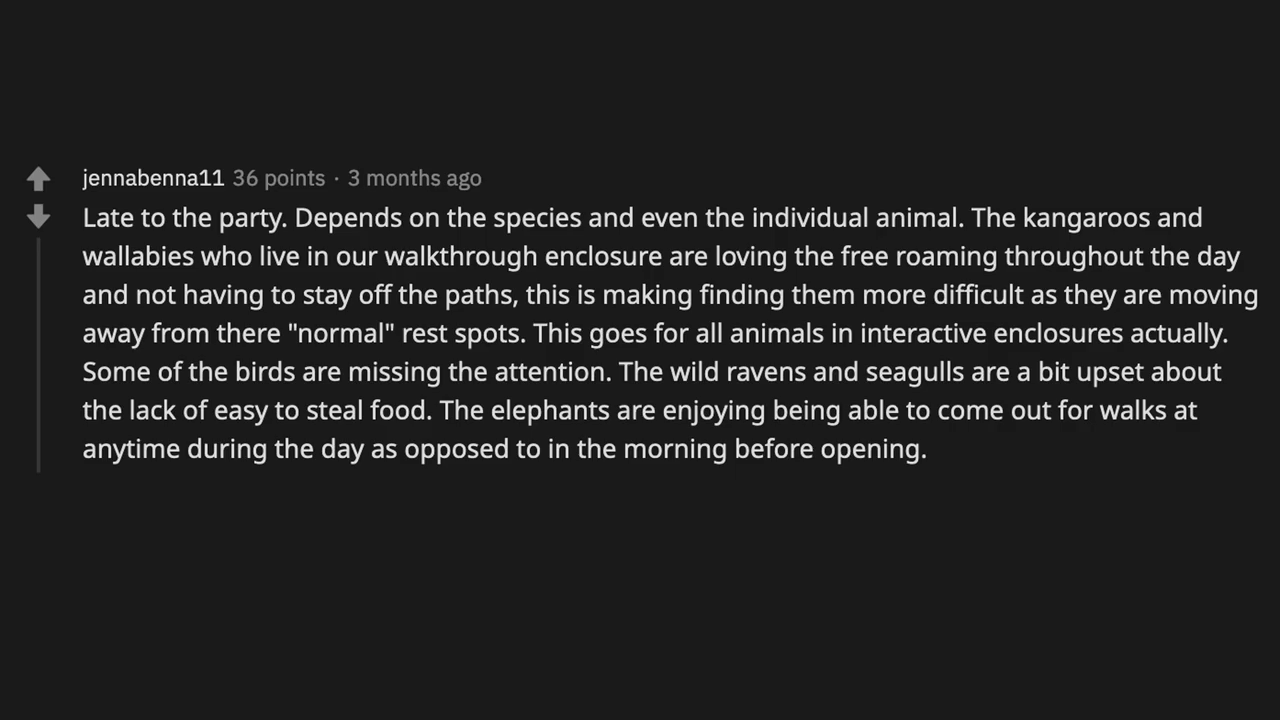 jennabenna11 36 points · 3 months ago
Late to the party. Depends on the species and even the individual animal. The kangaroos and
wallabies who live in our walkthrough enclosure are loving the free roaming throughout the day
and not having to stay off the paths, this is making finding them more difficult as they are moving
away from there "normal" rest spots. This goes for all animals in interactive enclosures actually.
Some of the birds are missing the attention. The wild ravens and seagulls are a bit upset about
the lack of easy to steal food. The elephants are enjoying being able to come out for walks at
anytime during the day as opposed to in the morning before opening.